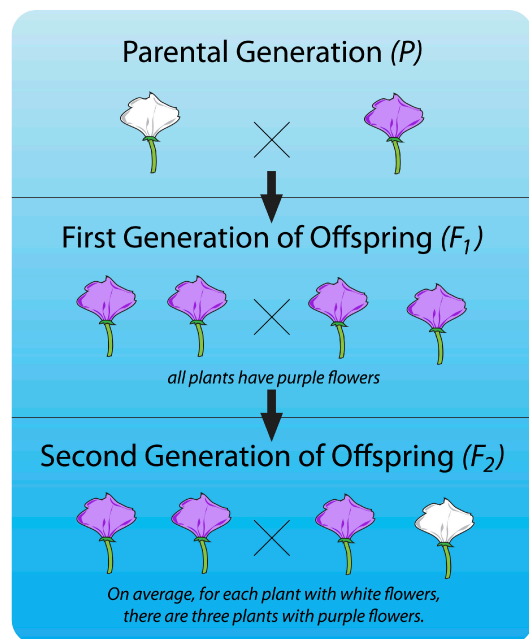 Parental Generation (P)
First Generation of Offspring (F₁)
all plants have purple flowers
Second Generation of Offspring (F₂)
On average, for each plant with white flowers,
there are three plants with purple flowers.